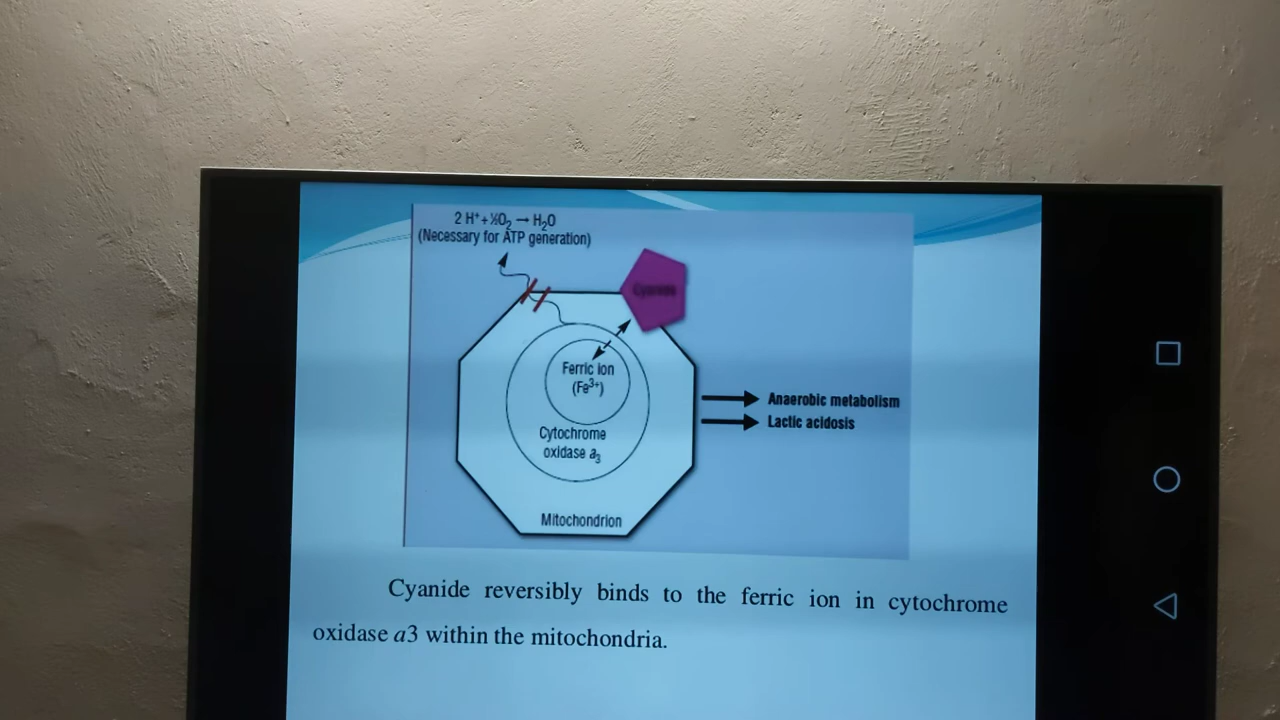 2 H⁺ + ½O₂ → H₂O
(Necessary for ATP generation)
Cyanide
Ferric ion
(Fe³⁺)
Cytochrome
oxidase a₃
Mitochondrion
Anaerobic metabolism
Lactic acidosis
Cyanide reversibly binds to the ferric ion in cytochrome
oxidase a3 within the mitochondria.